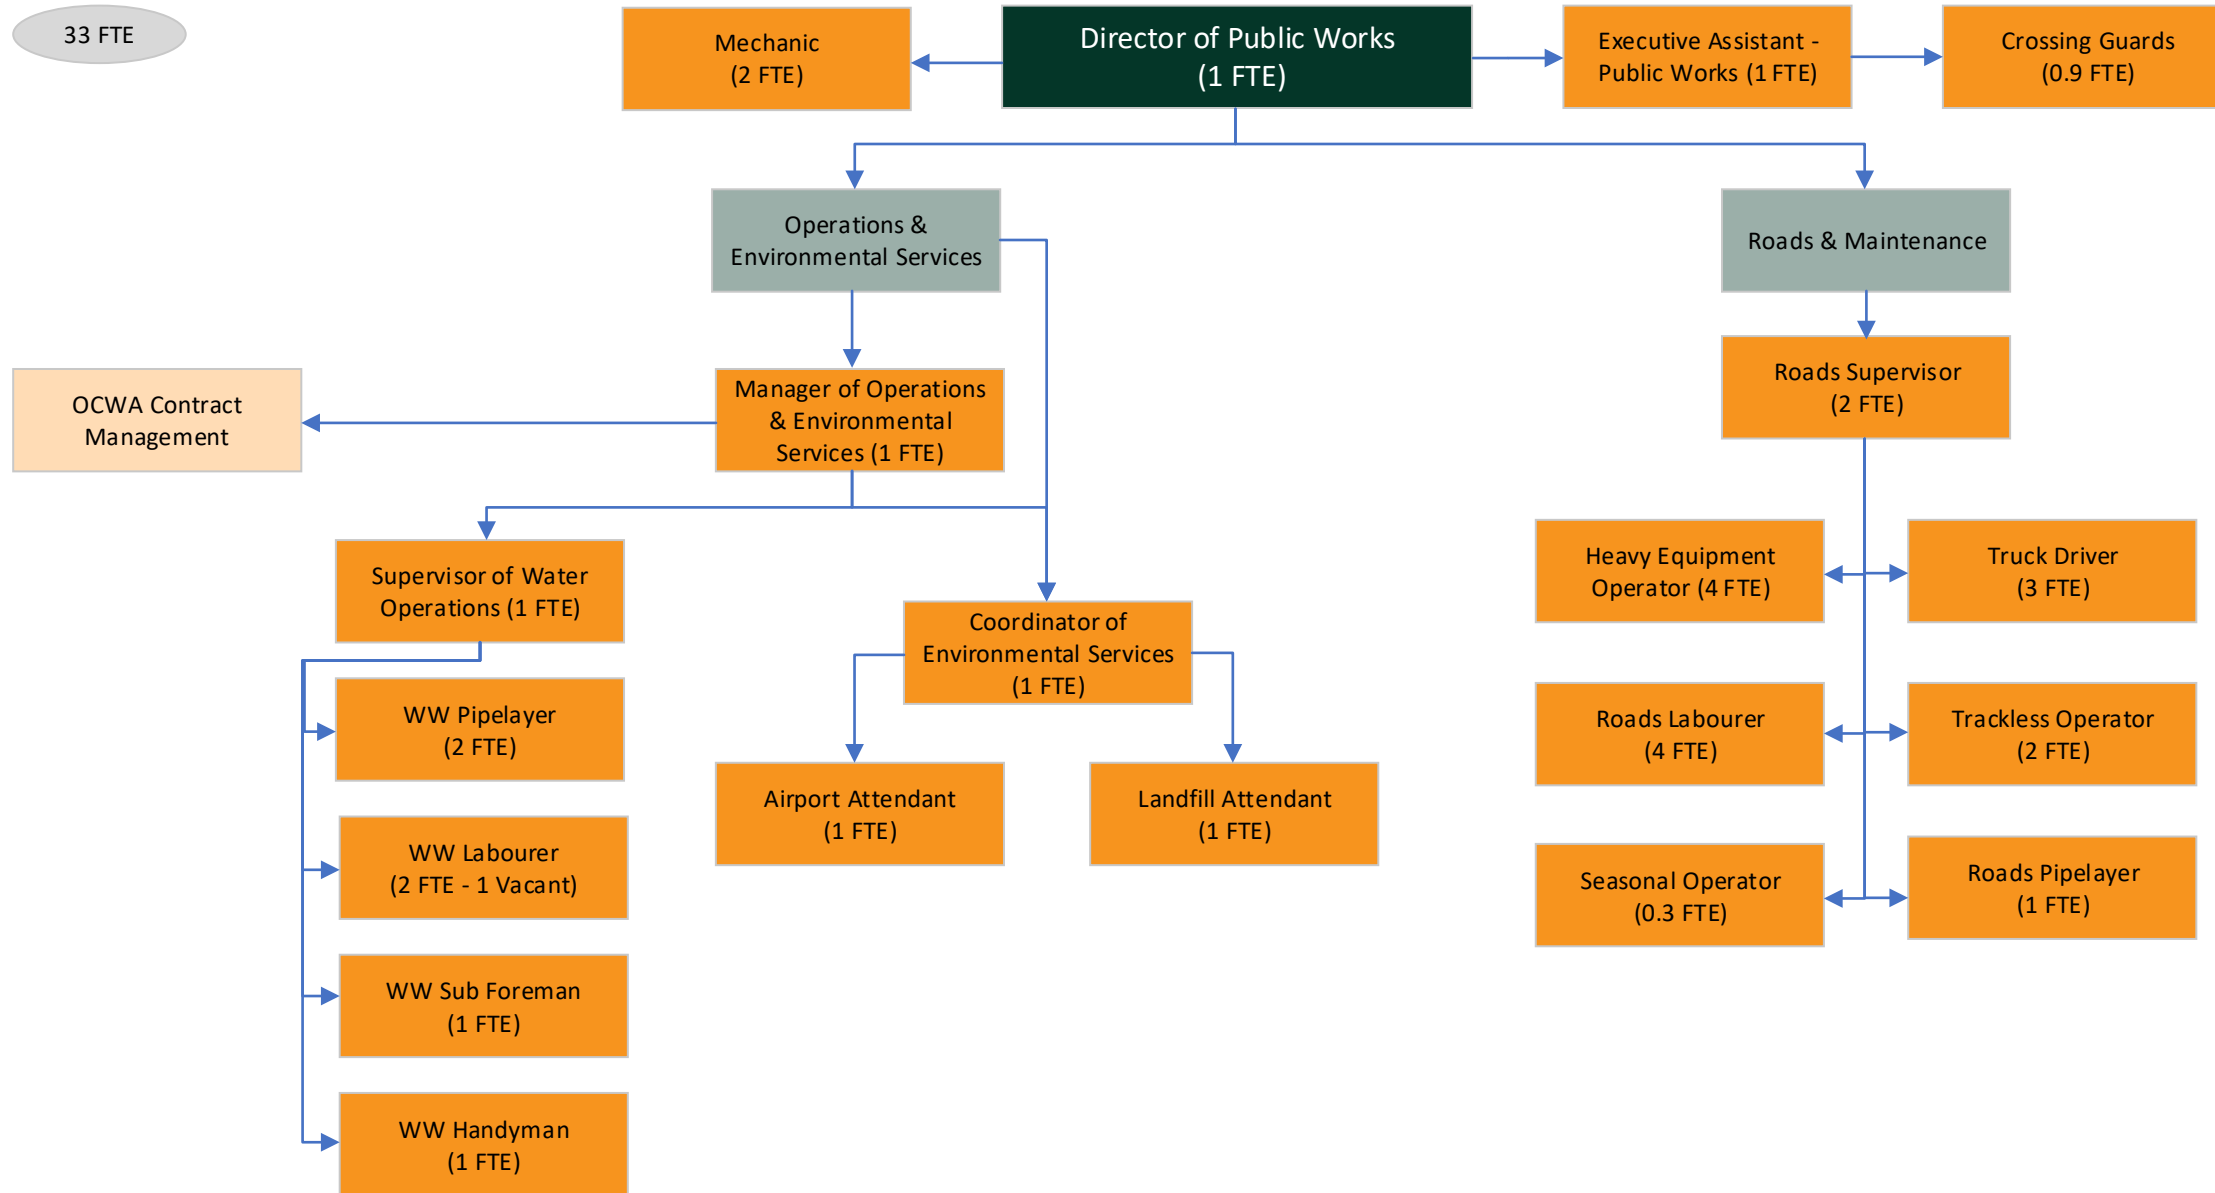 33 FTE
Mechanic
(2 FTE)
Director of Public Works
(1 FTE)
Executive Assistant -
Public Works (1 FTE)
Crossing Guards
(0.9 FTE)
Operations &
Environmental Services
Roads & Maintenance
OCWA Contract
Management
Manager of Operations
& Environmental
Services (1 FTE)
Roads Supervisor
(2 FTE)
Supervisor of Water
Operations (1 FTE)
Coordinator of
Environmental Services
(1 FTE)
Heavy Equipment
Operator (4 FTE)
Truck Driver
(3 FTE)
WW Pipelayer
(2 FTE)
Roads Labourer
(4 FTE)
Trackless Operator
(2 FTE)
Airport Attendant
(1 FTE)
Landfill Attendant
(1 FTE)
WW Labourer
(2 FTE - 1 Vacant)
Seasonal Operator
(0.3 FTE)
Roads Pipelayer
(1 FTE)
WW Sub Foreman
(1 FTE)
WW Handyman
(1 FTE)